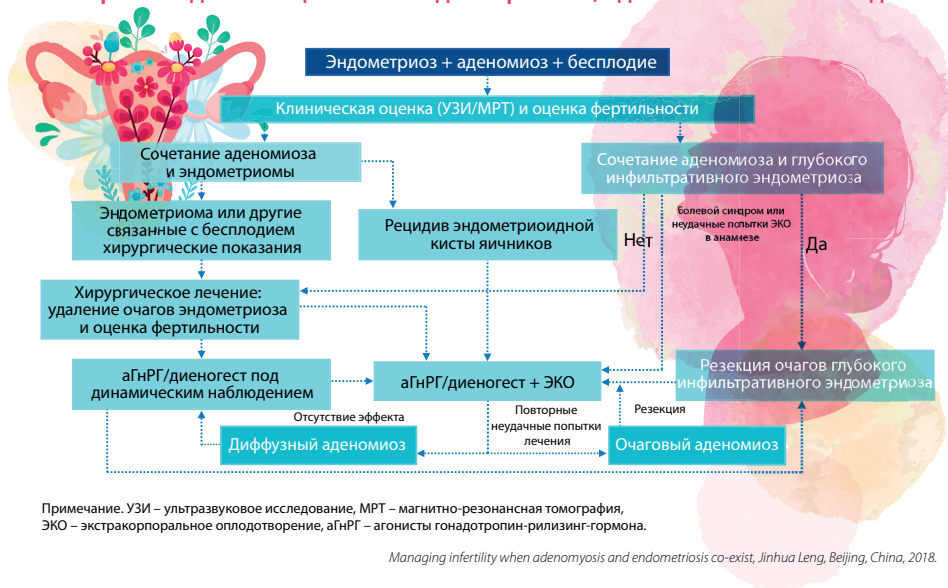 Эндометриоз + аденомиоз + бесплодие
Клиническая оценка (УЗИ/МРТ) и оценка фертильности
Сочетание аденомиоза
и эндометриомы
Сочетание аденомиоза и глубокого
инфильтративного эндометриоза
Эндометриома или другие
связанные с бесплодием
хирургические показания
Рецидив эндометриоидной
кисты яичников
Нет
болевой синдром или
неудачные попытки ЭКО
в анамнезе
Да
Хирургическое лечение:
удаление очагов эндометриоза
и оценка фертильности
аГнРГ/диеногест под
динамическим наблюдением
аГнРГ/диеногест + ЭКО
Резекция очагов глубокого
инфильтративного эндометриоза
Отсутствие эффекта
Повторные
неудачные попытки
лечения
Резекция
Диффузный аденомиоз
Очаговый аденомиоз
Примечание. УЗИ – ультразвуковое исследование, МРТ – магнитно-резонансная томография,
ЭКО – экстракорпоральное оплодотворение, аГнРГ – агонисты гонадотропин-рилизинг-гормона.
Managing infertility when adenomyosis and endometriosis co-exist, Jinhua Leng, Beijing, China, 2018.